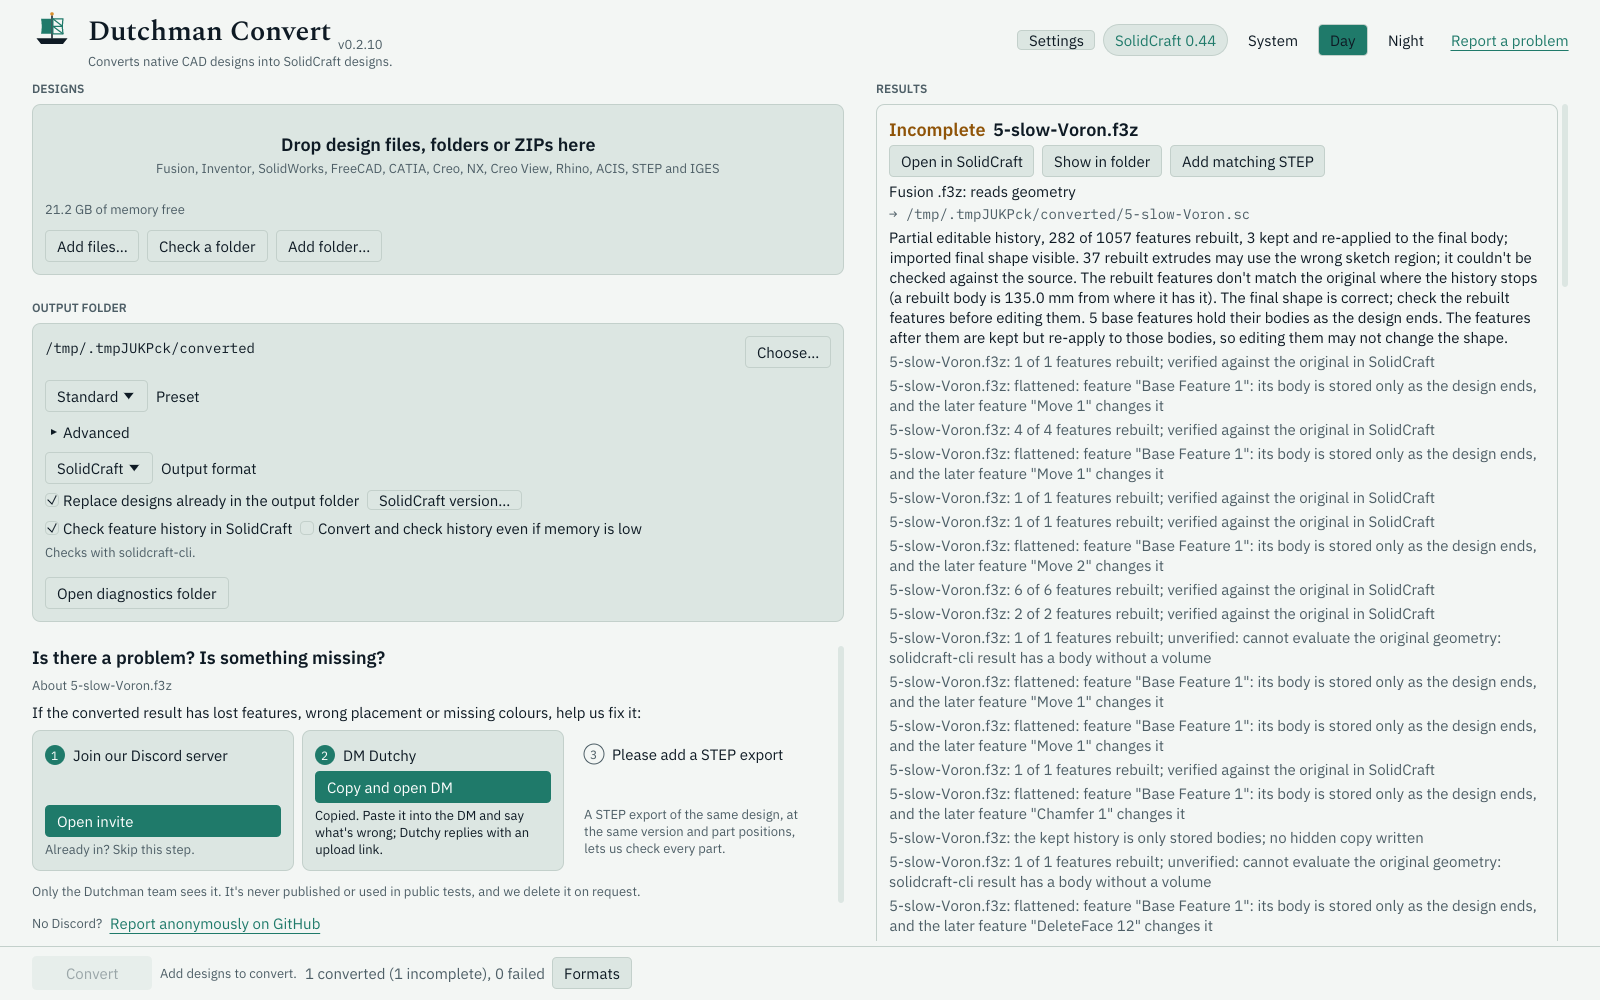 Dutchman Convert v0.2.10
Converts native CAD designs into SolidCraft designs.
Settings
SolidCraft 0.44
System
Day
Night
Report a problem
DESIGNS
Drop design files, folders or ZIPs here
Fusion, Inventor, SolidWorks, FreeCAD, CATIA, Creo, NX, Creo View, Rhino, ACIS, STEP and IGES
21.2 GB of memory free
Add files...
Check a folder
Add folder...
OUTPUT FOLDER
/tmp/.tmpJUKPck/converted
Choose...
Standard
Preset
Advanced
SolidCraft
Output format
Replace designs already in the output folder
SolidCraft version...
Check feature history in SolidCraft
Convert and check history even if memory is low
Checks with solidcraft-cli.
Open diagnostics folder
Is there a problem? Is something missing?
About 5-slow-Voron.f3z
If the converted result has lost features, wrong placement or missing colours, help us fix it:
1 Join our Discord server
Open invite
Already in? Skip this step.
2 DM Dutchy
Copy and open DM
Copied. Paste it into the DM and say
what's wrong; Dutchy replies with an
upload link.
3 Please add a STEP export
A STEP export of the same design, at
the same version and part positions,
lets us check every part.
Only the Dutchman team sees it. It's never published or used in public tests, and we delete it on request.
No Discord? Report anonymously on GitHub
RESULTS
Incomplete 5-slow-Voron.f3z
Open in SolidCraft
Show in folder
Add matching STEP
Fusion .f3z: reads geometry
→ /tmp/.tmpJUKPck/converted/5-slow-Voron.sc
Partial editable history, 282 of 1057 features rebuilt, 3 kept and re-applied to the final body;
imported final shape visible. 37 rebuilt extrudes may use the wrong sketch region; it couldn't be
checked against the source. The rebuilt features don't match the original where the history stops
(a rebuilt body is 135.0 mm from where it has it). The final shape is correct; check the rebuilt
features before editing them. 5 base features hold their bodies as the design ends. The features
after them are kept but re-apply to those bodies, so editing them may not change the shape.
5-slow-Voron.f3z: 1 of 1 features rebuilt; verified against the original in SolidCraft
5-slow-Voron.f3z: flattened: feature "Base Feature 1": its body is stored only as the design ends,
and the later feature "Move 1" changes it
5-slow-Voron.f3z: 4 of 4 features rebuilt; verified against the original in SolidCraft
5-slow-Voron.f3z: flattened: feature "Base Feature 1": its body is stored only as the design ends,
and the later feature "Move 1" changes it
5-slow-Voron.f3z: 1 of 1 features rebuilt; verified against the original in SolidCraft
5-slow-Voron.f3z: 1 of 1 features rebuilt; verified against the original in SolidCraft
5-slow-Voron.f3z: flattened: feature "Base Feature 1": its body is stored only as the design ends,
and the later feature "Move 2" changes it
5-slow-Voron.f3z: 6 of 6 features rebuilt; verified against the original in SolidCraft
5-slow-Voron.f3z: 2 of 2 features rebuilt; verified against the original in SolidCraft
5-slow-Voron.f3z: 1 of 1 features rebuilt; unverified: cannot evaluate the original geometry:
solidcraft-cli result has a body without a volume
5-slow-Voron.f3z: flattened: feature "Base Feature 1": its body is stored only as the design ends,
and the later feature "Move 1" changes it
5-slow-Voron.f3z: flattened: feature "Base Feature 1": its body is stored only as the design ends,
and the later feature "Move 1" changes it
5-slow-Voron.f3z: 1 of 1 features rebuilt; verified against the original in SolidCraft
5-slow-Voron.f3z: flattened: feature "Base Feature 1": its body is stored only as the design ends,
and the later feature "Chamfer 1" changes it
5-slow-Voron.f3z: the kept history is only stored bodies; no hidden copy written
5-slow-Voron.f3z: 1 of 1 features rebuilt; unverified: cannot evaluate the original geometry:
solidcraft-cli result has a body without a volume
5-slow-Voron.f3z: flattened: feature "Base Feature 1": its body is stored only as the design ends,
and the later feature "DeleteFace 12" changes it
Convert
Add designs to convert.
1 converted (1 incomplete), 0 failed
Formats